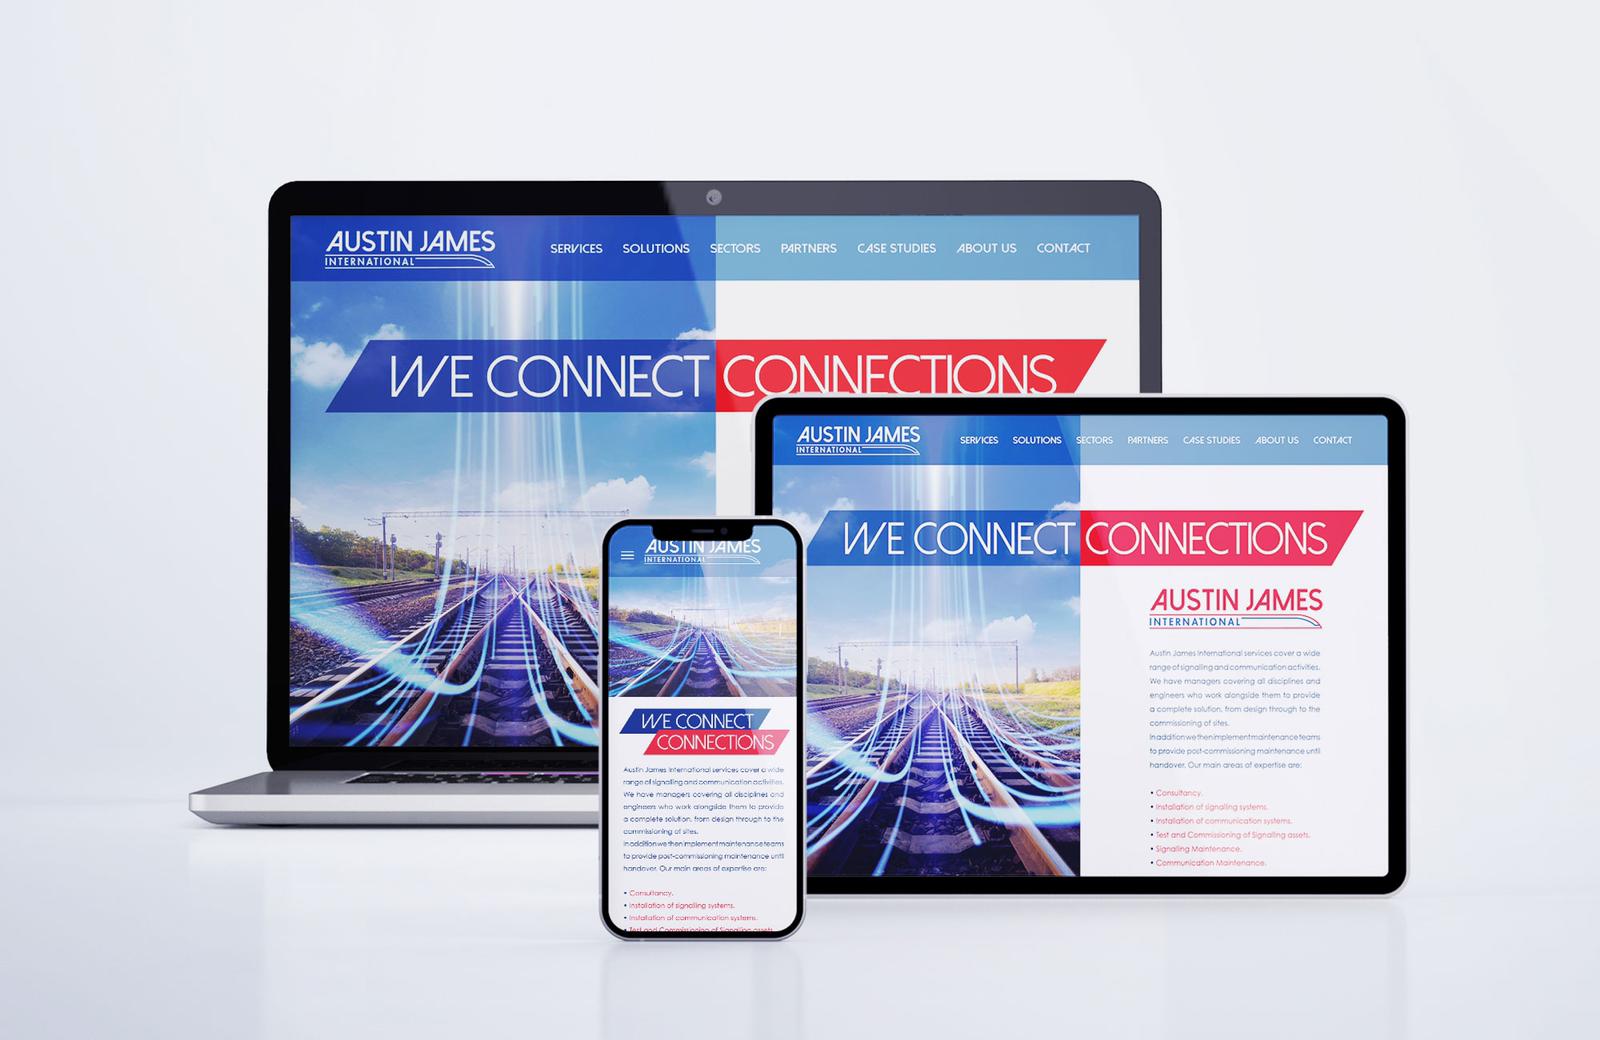 AUSTIN JAMES
INTERNATIONAL
SERVICES SOLUTIONS SECTORS PARTNERS CASE STUDIES ABOUT US CONTACT
WE CONNECT CONNECTIONS
AUSTIN JAMES
INTERNATIONAL
SERVICES SOLUTIONS SECTORS PARTNERS CASE STUDIES ABOUT US CONTACT
WE CONNECT CONNECTIONS
AUSTIN JAMES
INTERNATIONAL
Austin James International services cover a wide
range of signalling and communication activities.
We have managers covering all disciplines and
engineers who work alongside them to provide
a complete solution, from design through to the
commissioning of sites.
In addition we then implement maintenance teams
to provide post-commissioning maintenance until
handover. Our main areas of expertise are:
• Consultancy.
• Installation of signalling systems.
• Installation of communication systems.
• Test and Commissioning of Signalling assets.
• Signalling Maintenance.
• Communication Maintenance.
AUSTIN JAMES
INTERNATIONAL
WE CONNECT
CONNECTIONS
Austin James International services cover a wide
range of signalling and communication activities.
We have managers covering all disciplines and
engineers who work alongside them to provide
a complete solution, from design through to the
commissioning of sites.
In addition we then implement maintenance teams
to provide post-commissioning maintenance until
handover. Our main areas of expertise are:
• Consultancy.
• Installation of signalling systems.
• Installation of communication systems.
• Test and Commissioning of Signalling assets.